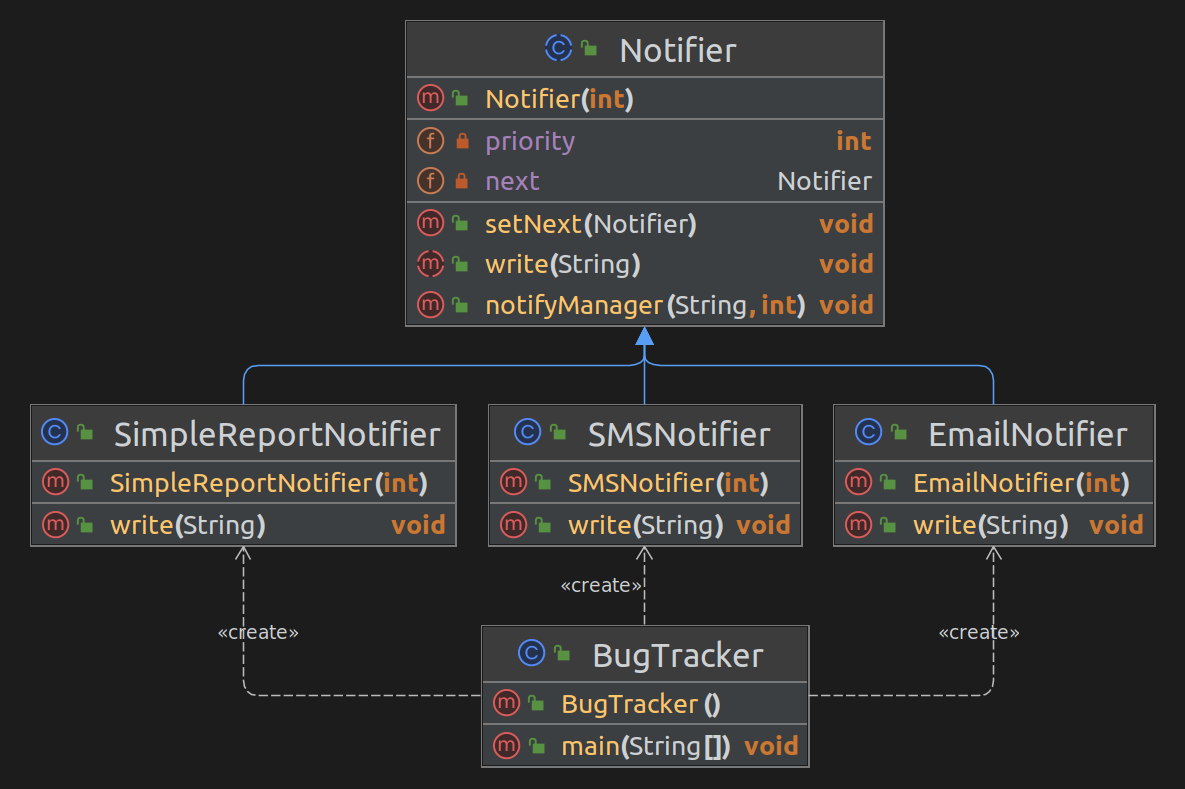 Notifier
Notifier(int)
priority int
next Notifier
setNext(Notifier) void
write(String) void
notifyManager(String, int) void
SimpleReportNotifier
SimpleReportNotifier(int)
write(String) void
SMSNotifier
SMSNotifier(int)
write(String) void
EmailNotifier
EmailNotifier(int)
write(String) void
«create»
«create»
«create»
BugTracker
BugTracker()
main(String[]) void